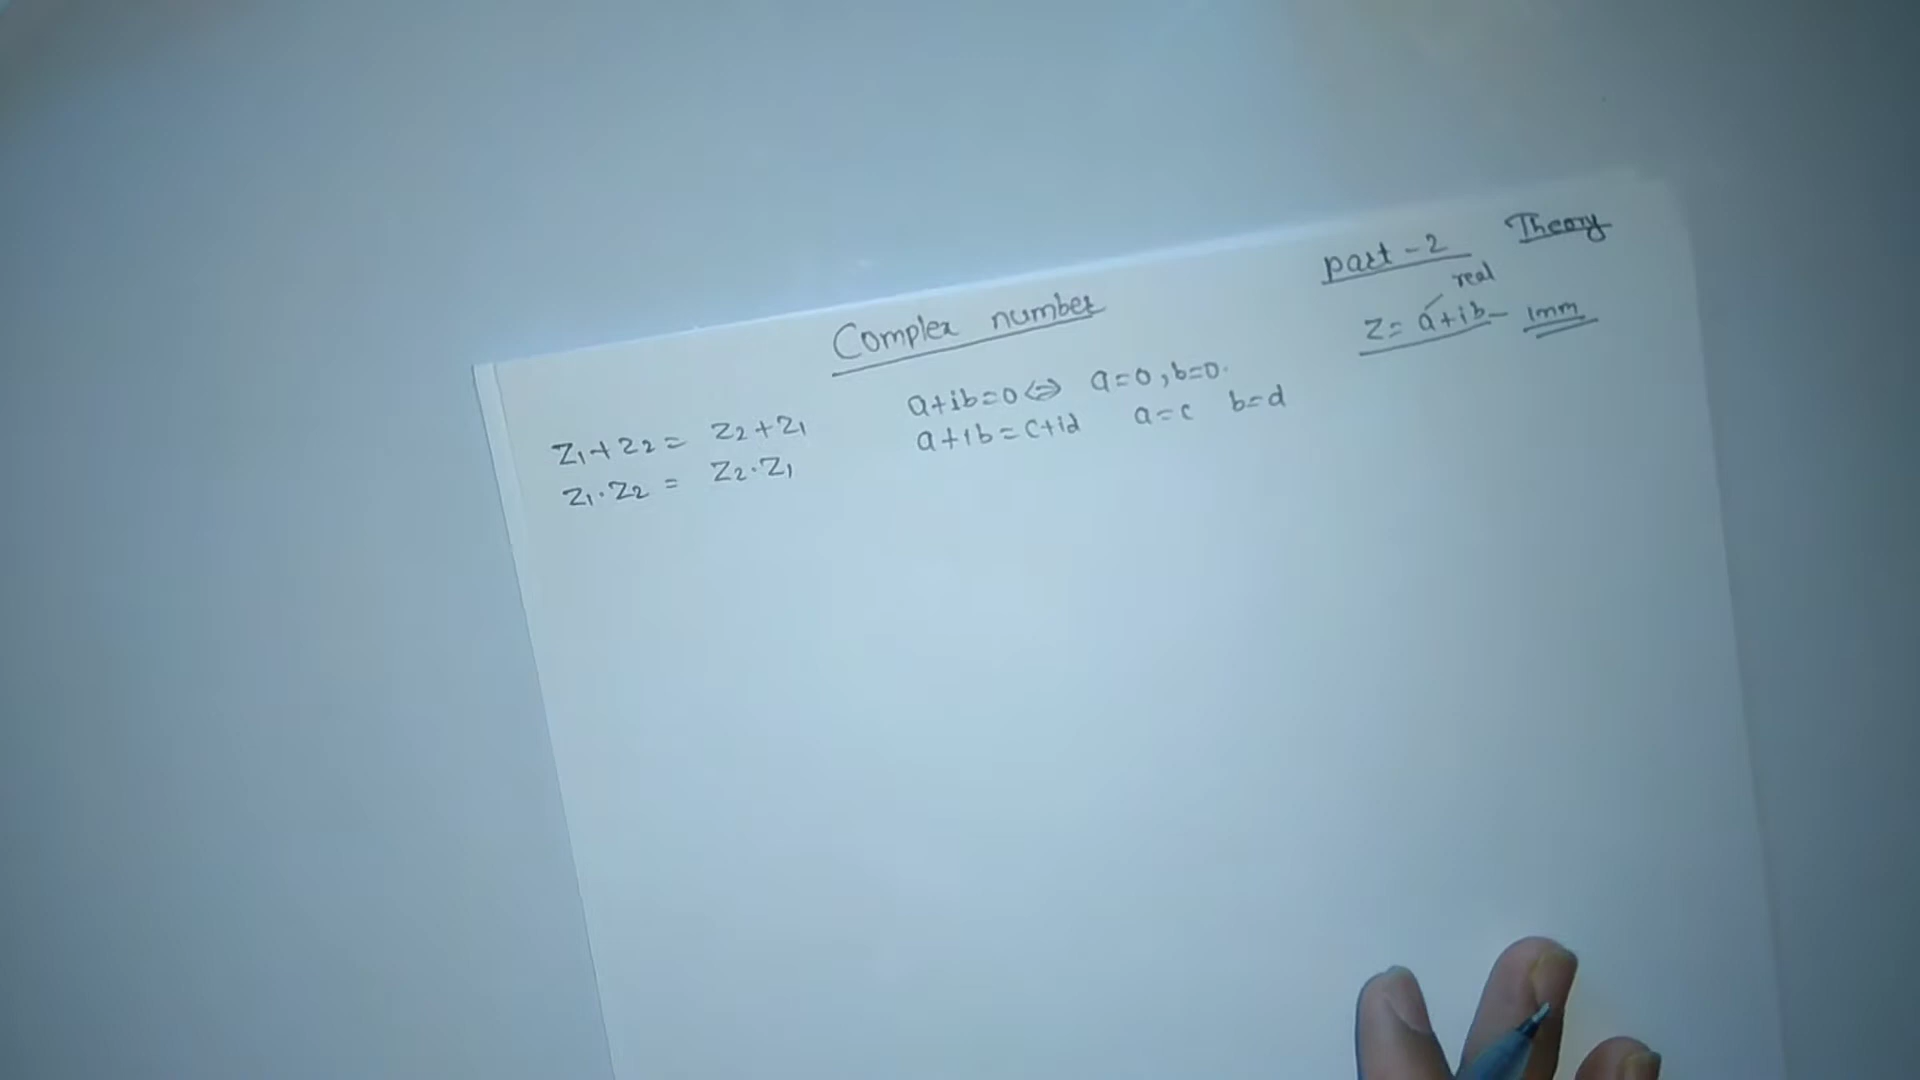 part-2 Theory
Complex number
real
z = a+ib- Imm
z₁+z₂ = z₂+z₁
z₁·z₂ = z₂·z₁
a+ib=0 ⇔ a=0, b=0.
a+ib = c+id a=c b=d